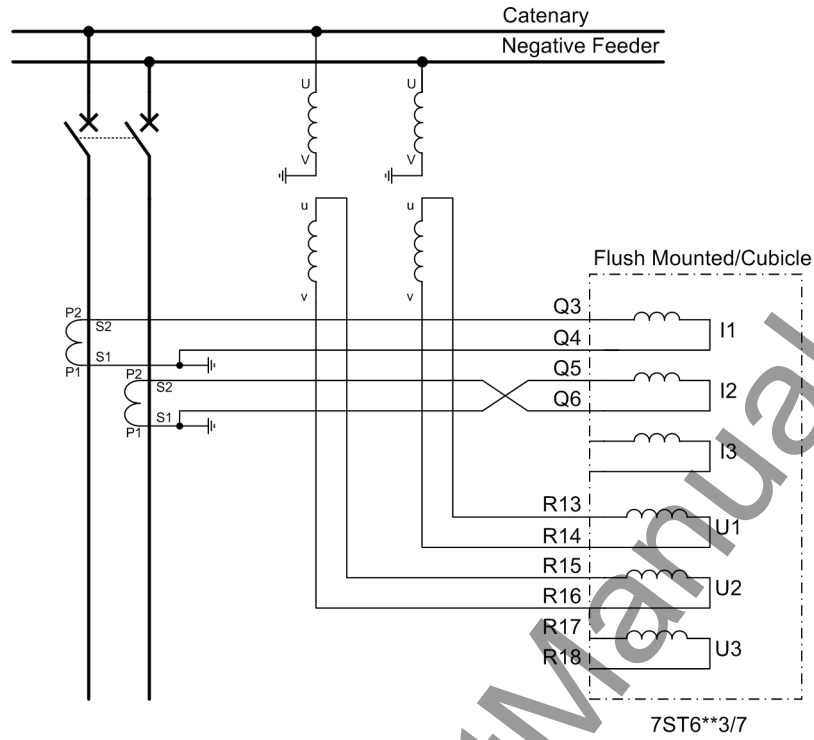 Catenary
Negative Feeder
U
U
V
V
u
u
v
v
Flush Mounted/Cubicle
P2
S2
Q3
I1
S1
P1
Q4
P2
S2
Q5
I2
S1
P1
Q6
I3
R13
U1
R14
R15
U2
R16
R17
U3
R18
7ST6**3/7